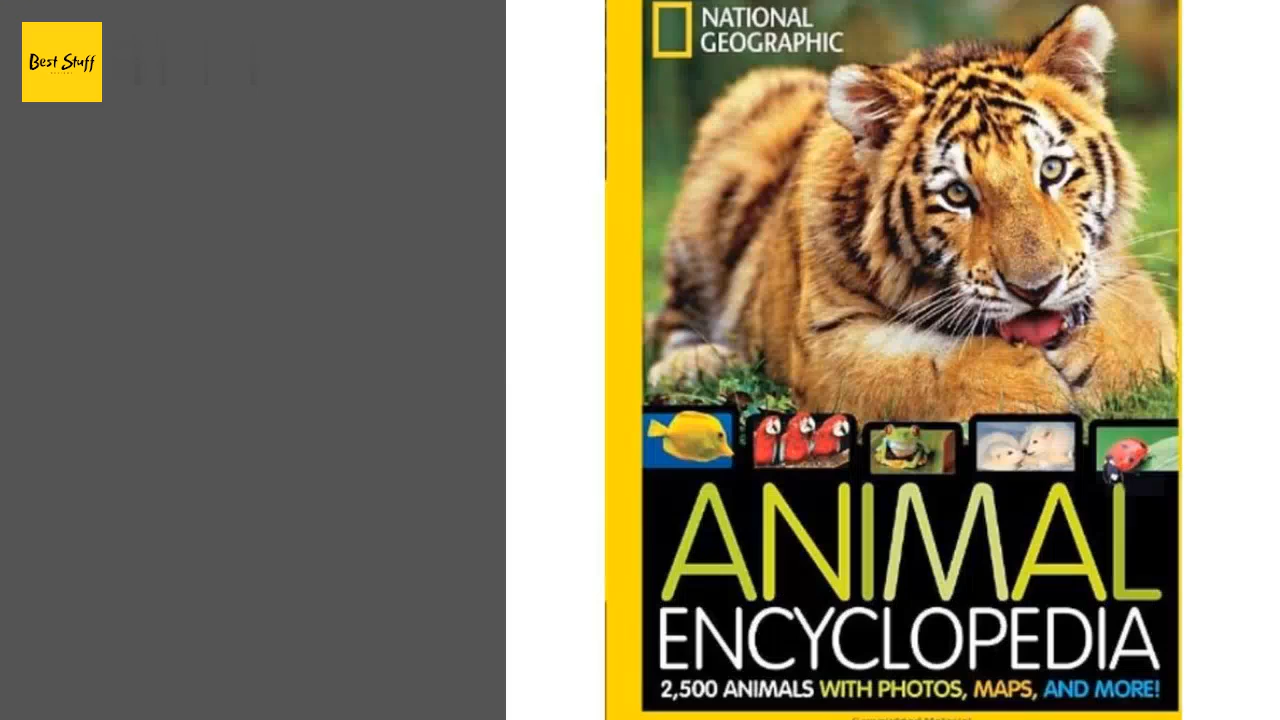 Best Stuff
NATIONAL
GEOGRAPHIC
ANIMAL
ENCYCLOPEDIA
2,500 ANIMALS WITH PHOTOS, MAPS, AND MORE!